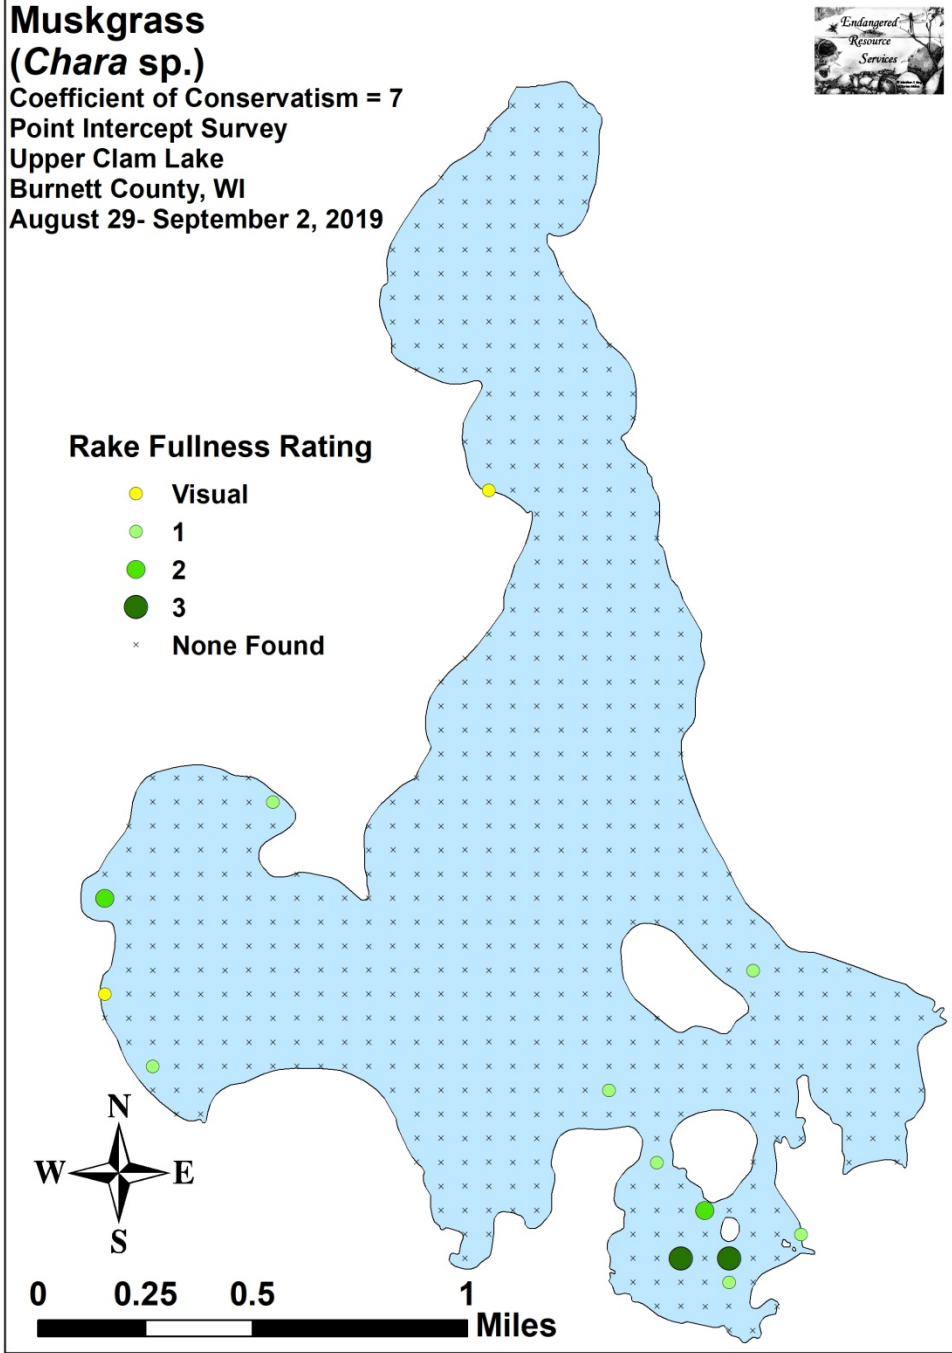 Muskgrass
(Chara sp.)
Coefficient of Conservatism = 7
Point Intercept Survey
Upper Clam Lake
Burnett County, WI
August 29- September 2, 2019
Endangered
Resource
Services
Rake Fullness Rating
Visual
1
2
3
None Found
N
W E
S
0 0.25 0.5 1
Miles